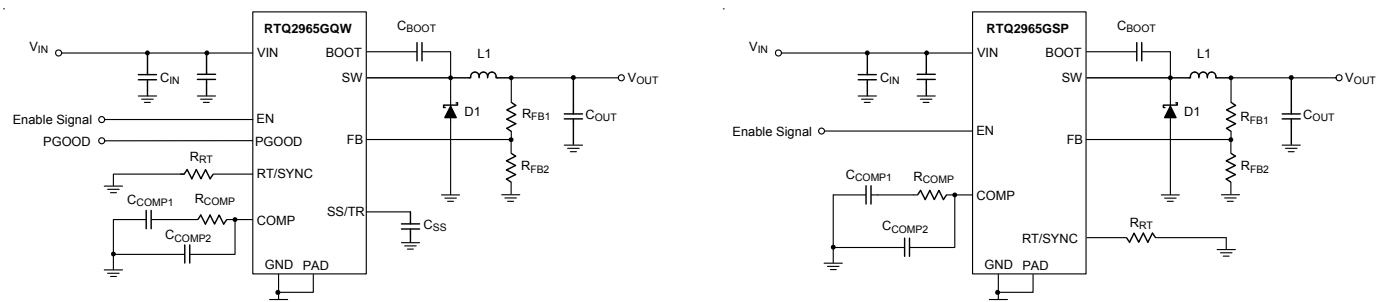 RTQ2965GQW
VIN
VIN
CIN
BOOT
CBOOT
SW
L1
VOUT
D1
RFB1
COUT
Enable Signal
EN
PGOOD
PGOOD
FB
RFB2
RRT
RT/SYNC
CCOMP1
RCOMP
COMP
CCOMP2
SS/TR
CSS
GND
PAD
RTQ2965GSP
VIN
VIN
CIN
BOOT
CBOOT
SW
L1
VOUT
D1
RFB1
COUT
Enable Signal
EN
FB
RFB2
CCOMP1
RCOMP
COMP
CCOMP2
RT/SYNC
RRT
GND
PAD